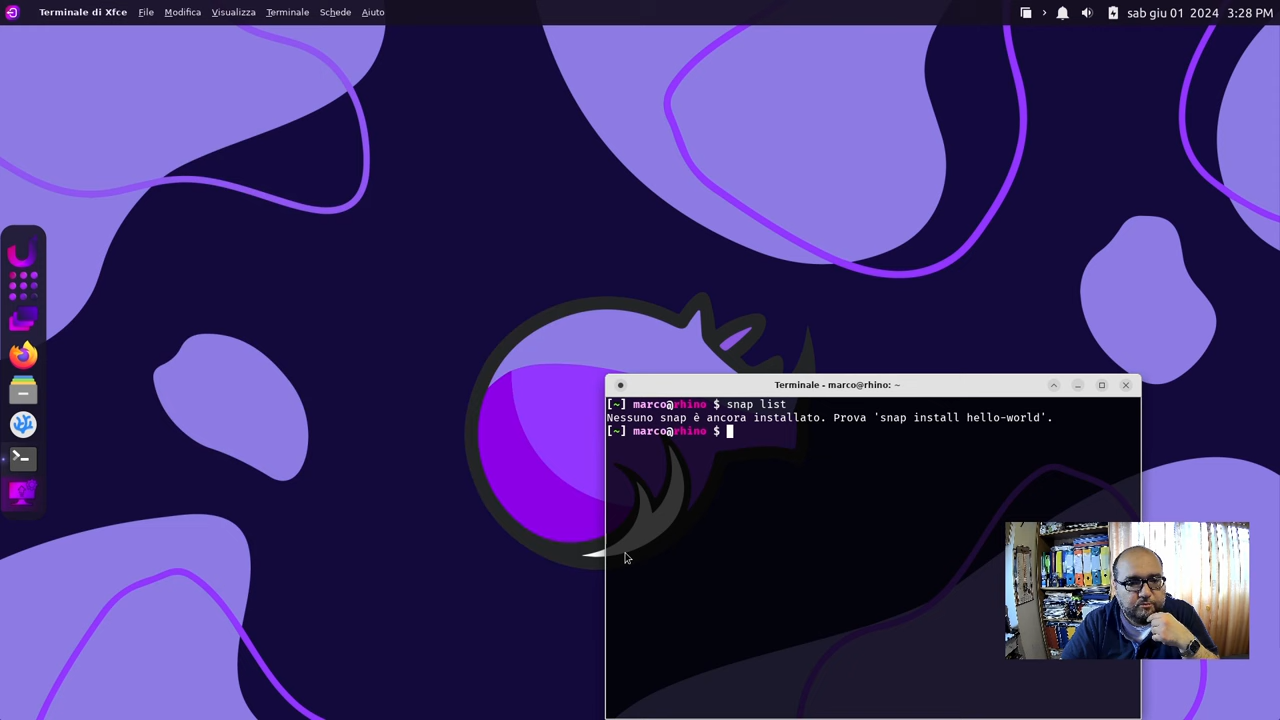 Terminale di Xfce File Modifica Visualizza Terminale Schede Aiuto
sab giu 01 2024 3:28 PM
Terminale - marco@rhino: ~
[~] marco@rhino $ snap list
Nessuno snap è ancora installato. Prova 'snap install hello-world'.
[~] marco@rhino $